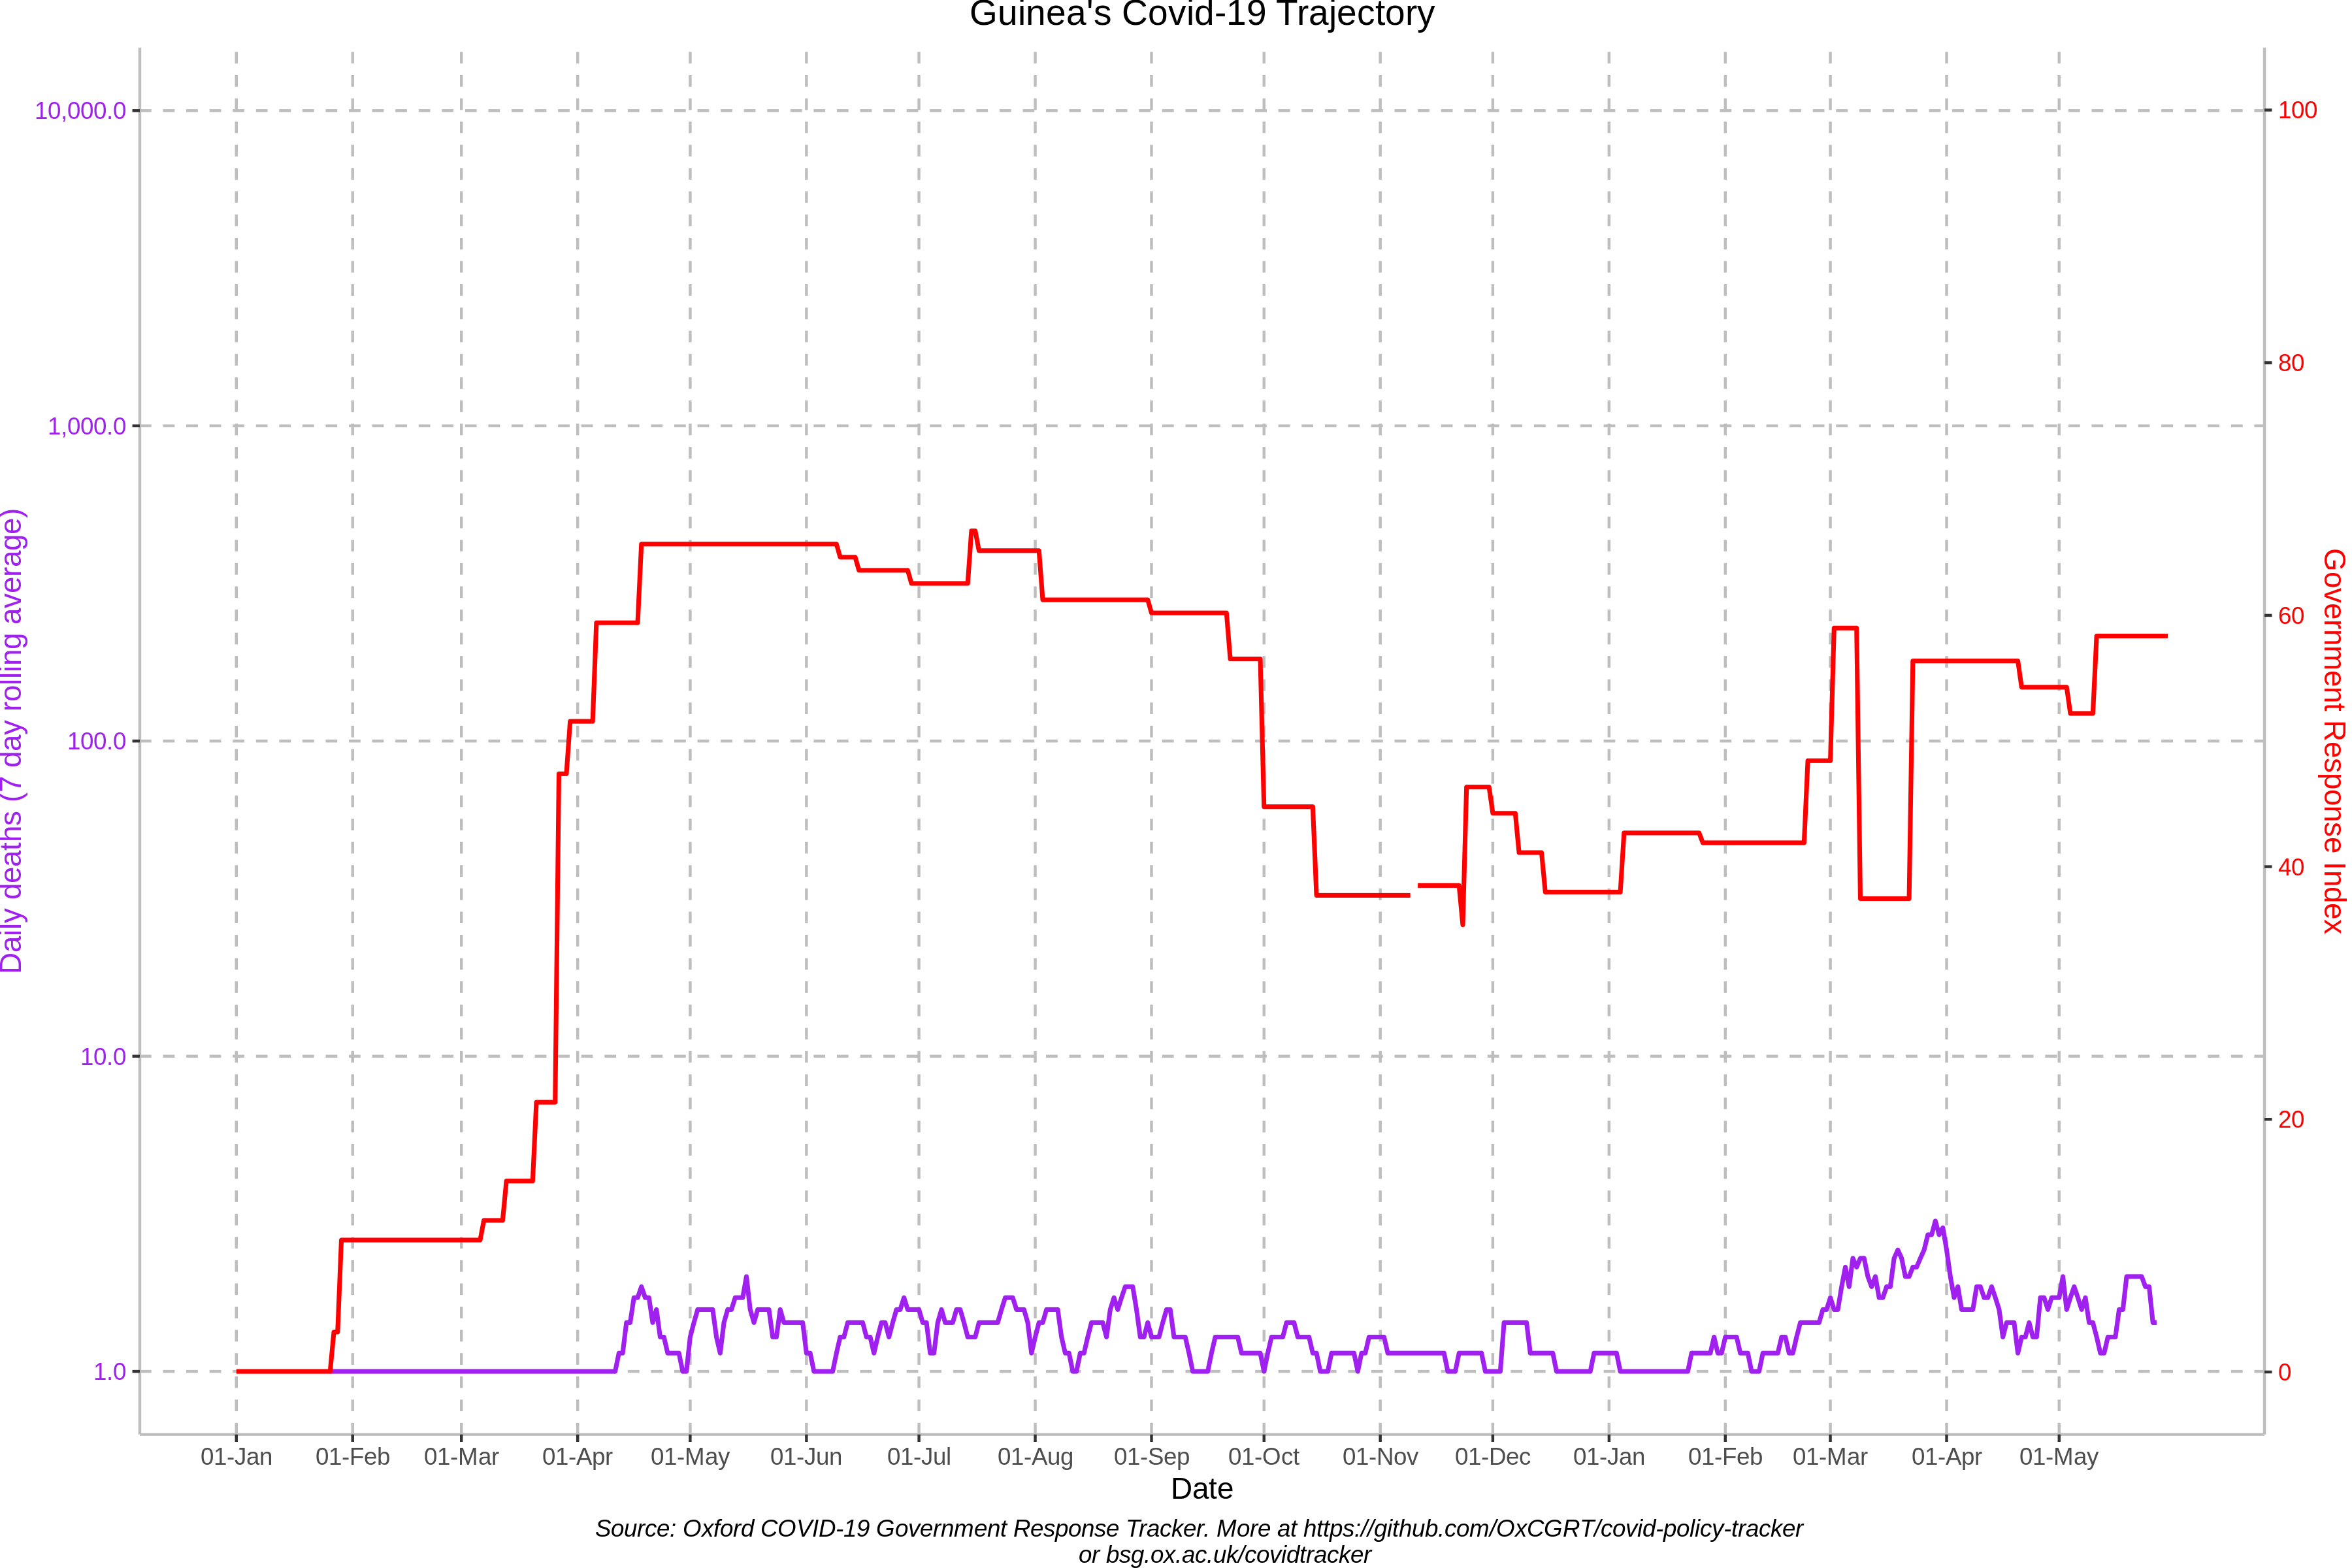 Guinea's Covid-19 Trajectory
10,000.0
1,000.0
100.0
10.0
1.0
Daily deaths (7 day rolling average)
100
80
60
40
20
0
Government Response Index
01-Jan 01-Feb 01-Mar 01-Apr 01-May 01-Jun 01-Jul 01-Aug 01-Sep 01-Oct 01-Nov 01-Dec 01-Jan 01-Feb 01-Mar 01-Apr 01-May
Date
Source: Oxford COVID-19 Government Response Tracker. More at https://github.com/OxCGRT/covid-policy-tracker
or bsg.ox.ac.uk/covidtracker